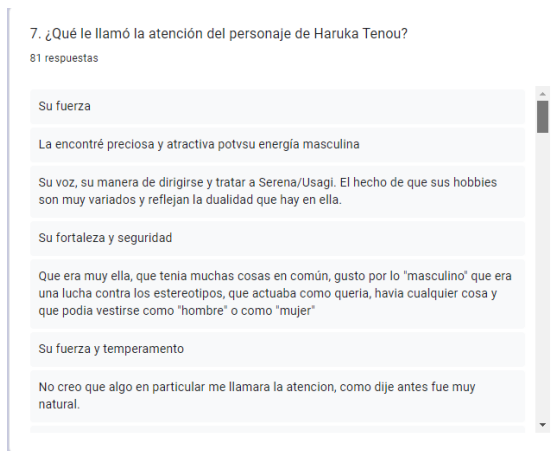 7. ¿Qué le llamó la atención del personaje de Haruka Tenou?
81 respuestas
Su fuerza
La encontré preciosa y atractiva potvsu energía masculina
Su voz, su manera de dirigirse y tratar a Serena/Usagi. El hecho de que sus hobbies
son muy variados y reflejan la dualidad que hay en ella.
Su fortaleza y seguridad
Que era muy ella, que tenia muchas cosas en común, gusto por lo "masculino" que era
una lucha contra los estereotipos, que actuaba como queria, havia cualquier cosa y
que podia vestirse como "hombre" o como "mujer"
Su fuerza y temperamento
No creo que algo en particular me llamara la atencion, como dije antes fue muy
natural.